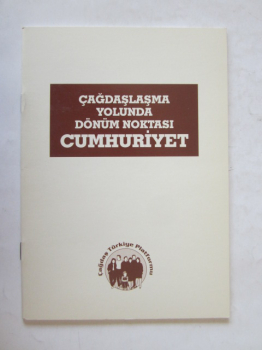 ÇAĞDAŞLAŞMA
YOLUNDA
DÖNÜM NOKTASI
CUMHURİYET
Çağdaş Türkiye Platformu